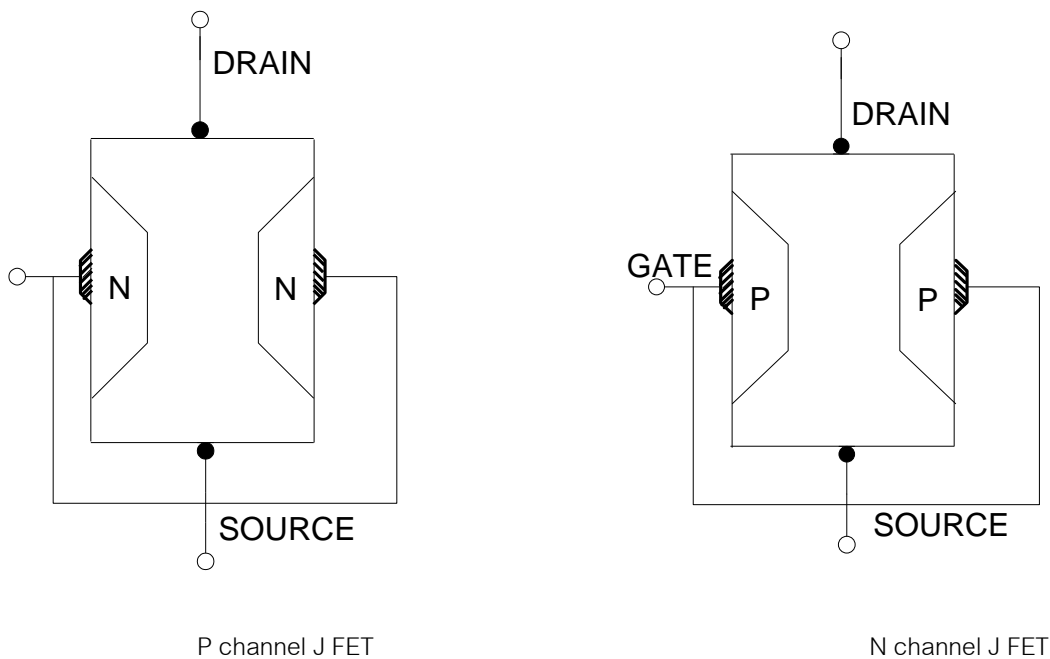 DRAIN
N
N
SOURCE
P channel J FET
DRAIN
GATE
P
P
SOURCE
N channel J FET